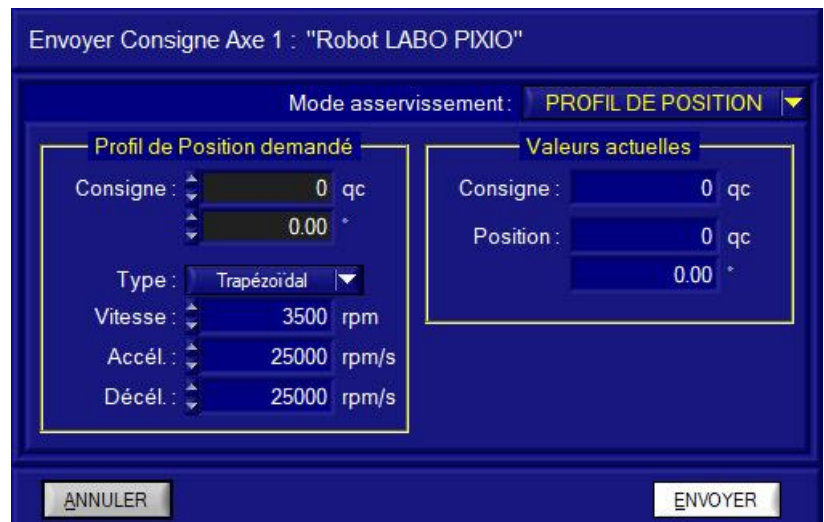 Envoyer Consigne Axe 1 : "Robot LABO PIXIO"
Mode asservissement : PROFIL DE POSITION
Profil de Position demandé
Consigne : 0 qc
0.00 °
Type : Trapézoïdal
Vitesse : 3500 rpm
Accél. : 25000 rpm/s
Décél. : 25000 rpm/s
Valeurs actuelles
Consigne : 0 qc
Position : 0 qc
0.00 °
ANNULER
ENVOYER